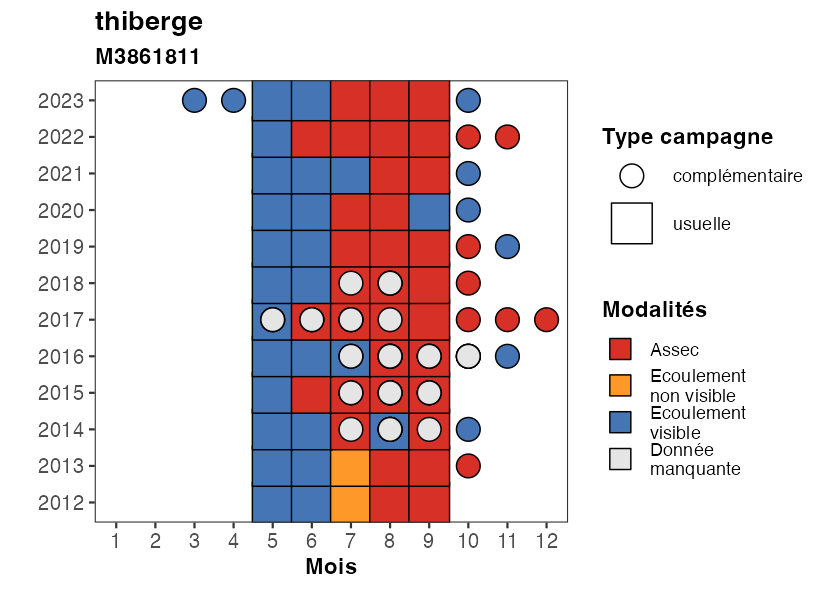 thiberge
M3861811
2023
2022
2021
2020
2019
2018
2017
2016
2015
2014
2013
2012
1 2 3 4 5 6 7 8 9 10 11 12
Mois
Type campagne
complémentaire
usuelle
Modalités
Assec
Ecoulement
non visible
Ecoulement
visible
Donnée
manquante